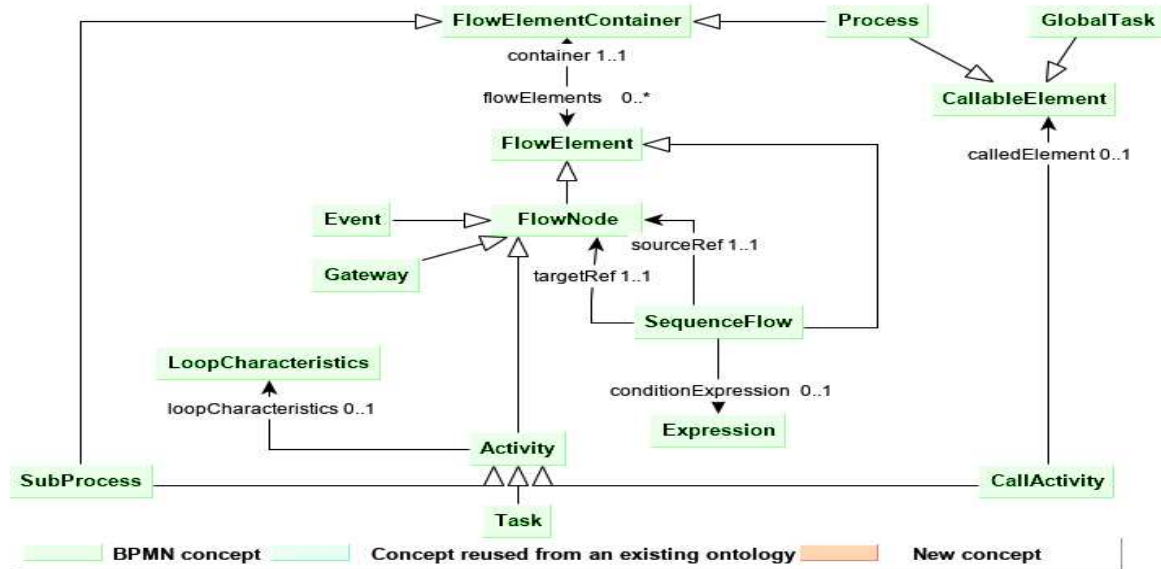 FlowElementContainer
Process
GlobalTask
container 1..1
flowElements 0..*
CallableElement
FlowElement
calledElement 0..1
Event
FlowNode
sourceRef 1..1
Gateway
targetRef 1..1
SequenceFlow
LoopCharacteristics
loopCharacteristics 0..1
conditionExpression 0..1
Expression
Activity
SubProcess
CallActivity
Task
BPMN concept
Concept reused from an existing ontology
New concept